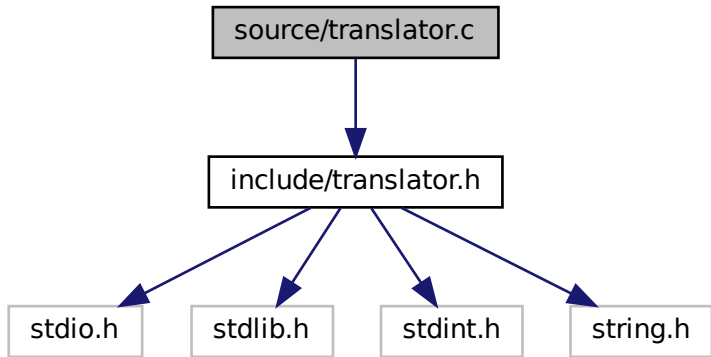 source/translator.c
include/translator.h
stdio.h
stdlib.h
stdint.h
string.h